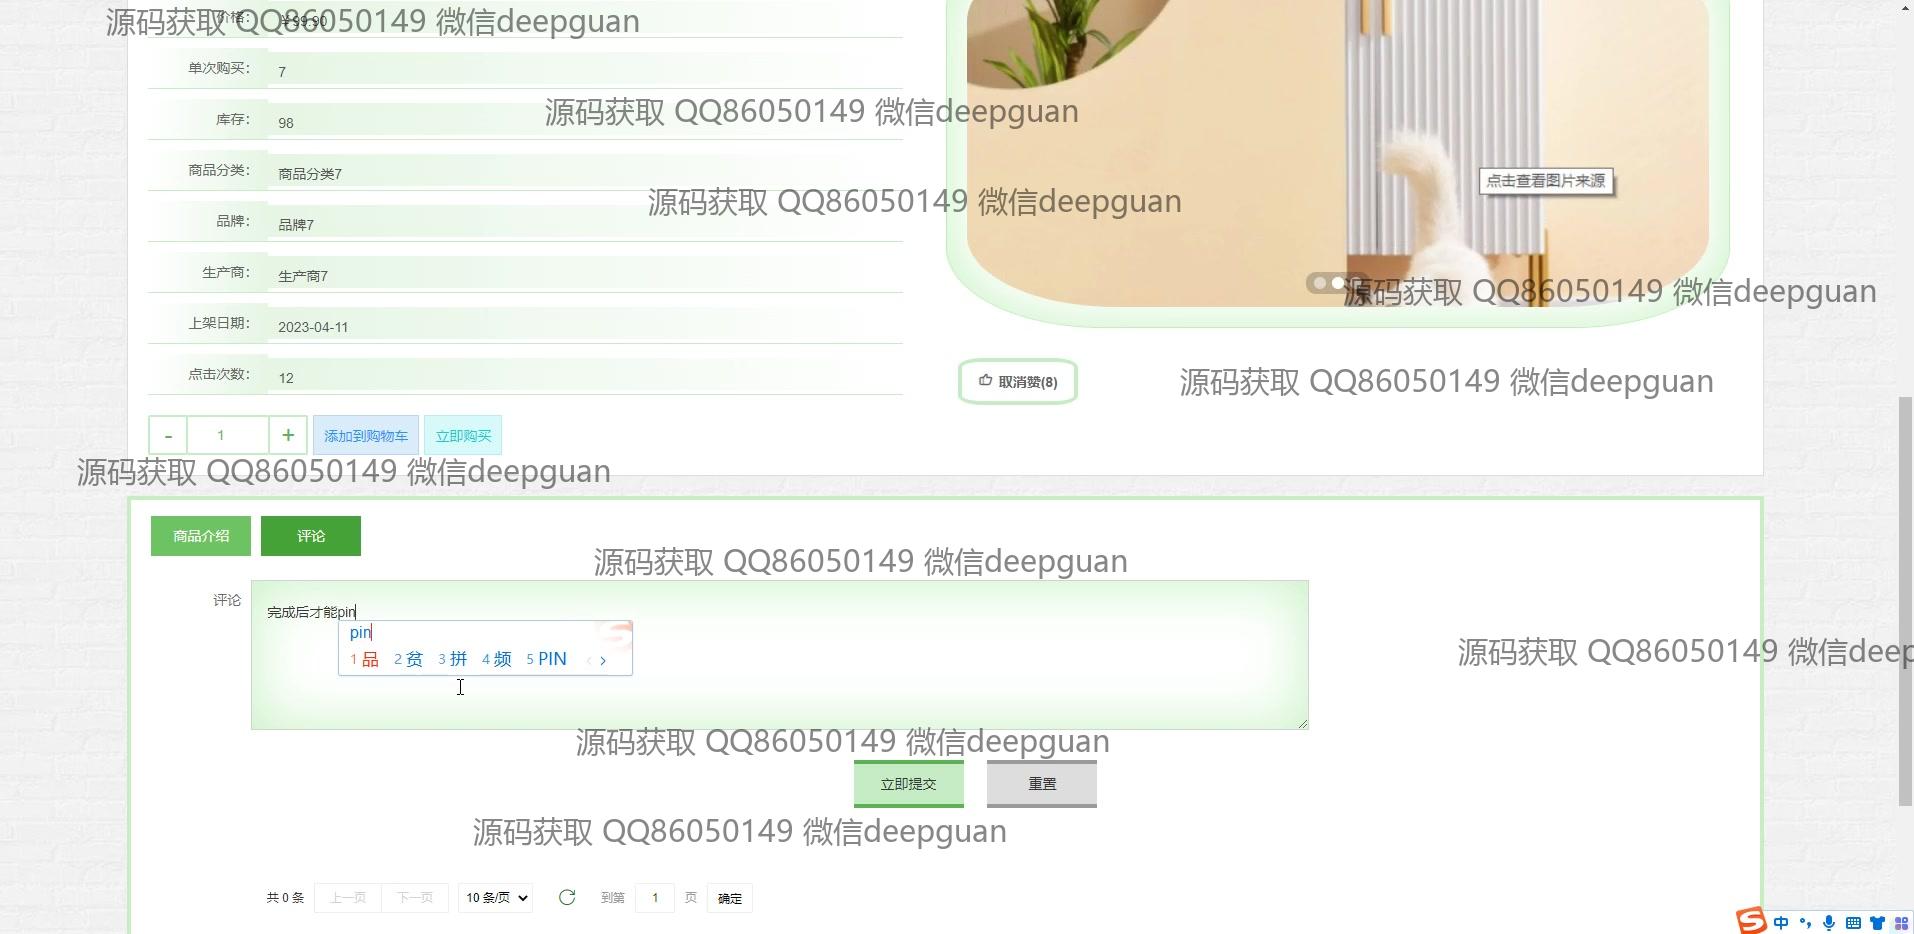 价格: ￥99.90
源码获取 QQ86050149 微信deepguan
单次购买: 7
源码获取 QQ86050149 微信deepguan
库存: 98
商品分类: 商品分类7
点击查看图片来源
源码获取 QQ86050149 微信deepguan
品牌: 品牌7
生产商: 生产商7
源码获取 QQ86050149 微信deepguan
上架日期: 2023-04-11
点击次数: 12
取消赞(8)
源码获取 QQ86050149 微信deepguan
- 1 + 添加到购物车 立即购买
源码获取 QQ86050149 微信deepguan
商品介绍 评论
源码获取 QQ86050149 微信deepguan
评论
完成后才能pin
pin
1 品 2 贫 3 拼 4 频 5 PIN
源码获取 QQ86050149 微信deep
源码获取 QQ86050149 微信deepguan
立即提交 重置
源码获取 QQ86050149 微信deepguan
共 0 条 上一页 下一页 10 条/页 到第 1 页 确定
S 中